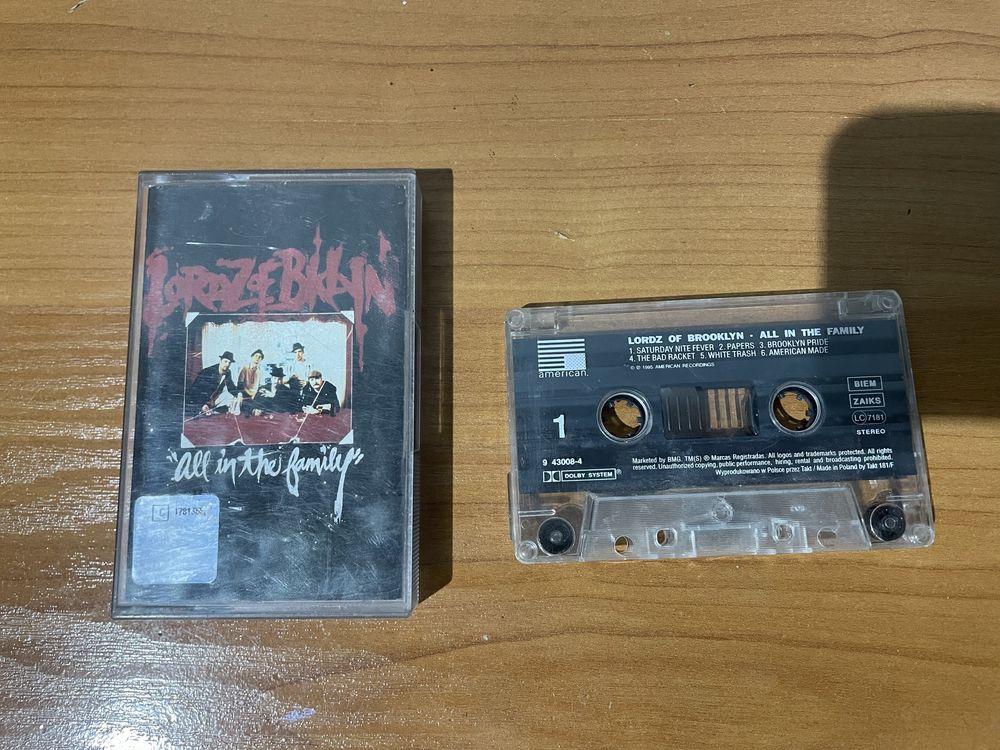 LORDZ OF BKLYN
"all in the family"
C
LORDZ OF BROOKLYN · ALL IN THE FAMILY
1. SATURDAY NITE FEVER 2. PAPERS 3. BROOKLYN PRIDE
4. THE BAD RACKET 5. WHITE TRASH 6. AMERICAN MADE
© ℗ 1995 AMERICAN RECORDINGS
american.
1
BIEM
ZAIKS
LC 7181
STEREO
9 43008-4
DOLBY SYSTEM®
Marketed by BMG. TM(S) ® Marcas Registradas. All logos and trademarks protected. All rights
reserved. Unauthorized copying, public performance, hiring, rental and broadcasting prohibited.
Wyprodukowano w Polsce przez Takt / Made in Poland by Takt 181/F